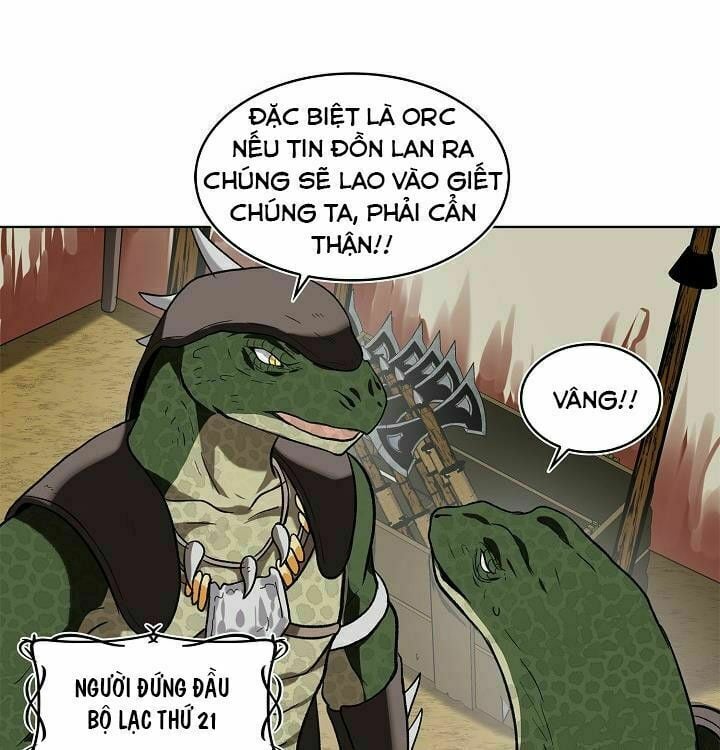 ĐẶC BIỆT LÀ ORC
NẾU TIN ĐỒN LAN RA
CHÚNG SẼ LAO VÀO GIẾT
CHÚNG TA, PHẢI CẨN
THẬN!!
VÂNG!!
NGƯỜI ĐỨNG ĐẦU
BỘ LẠC THỨ 21